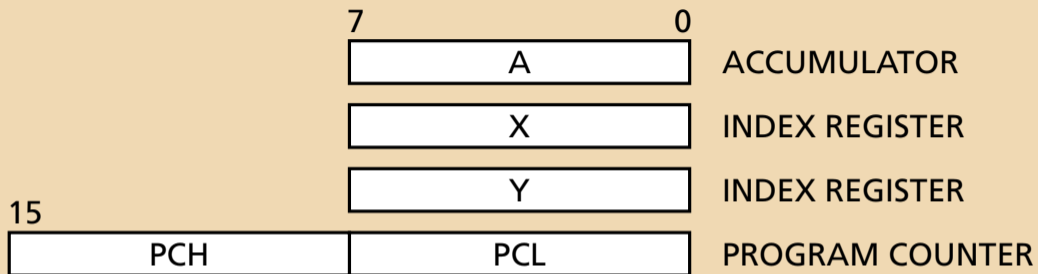 7 0
A ACCUMULATOR
X INDEX REGISTER
Y INDEX REGISTER
15
PCH PCL PROGRAM COUNTER